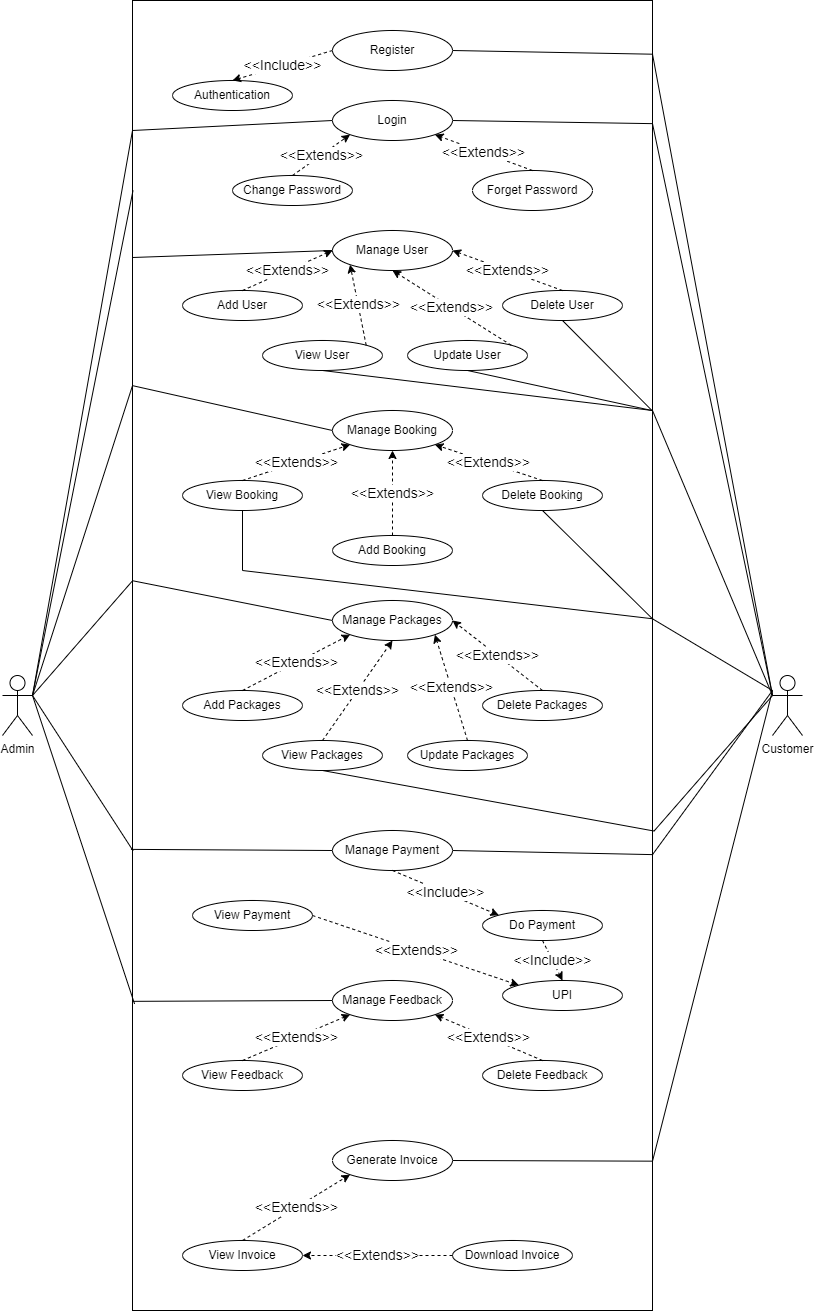 Register
<<Include>>
Authentication
Login
<<Extends>>
<<Extends>>
Change Password
Forget Password
Manage User
<<Extends>>
<<Extends>>
Add User
<<Extends>>
<<Extends>>
Delete User
View User
Update User
Manage Booking
<<Extends>>
<<Extends>>
View Booking
<<Extends>>
Delete Booking
Add Booking
Manage Packages
<<Extends>>
<<Extends>>
<<Extends>>
<<Extends>>
Add Packages
Delete Packages
Admin
Customer
View Packages
Update Packages
Manage Payment
<<Include>>
View Payment
Do Payment
<<Extends>>
<<Include>>
UPI
Manage Feedback
<<Extends>>
<<Extends>>
View Feedback
Delete Feedback
Generate Invoice
<<Extends>>
View Invoice
<<Extends>>
Download Invoice